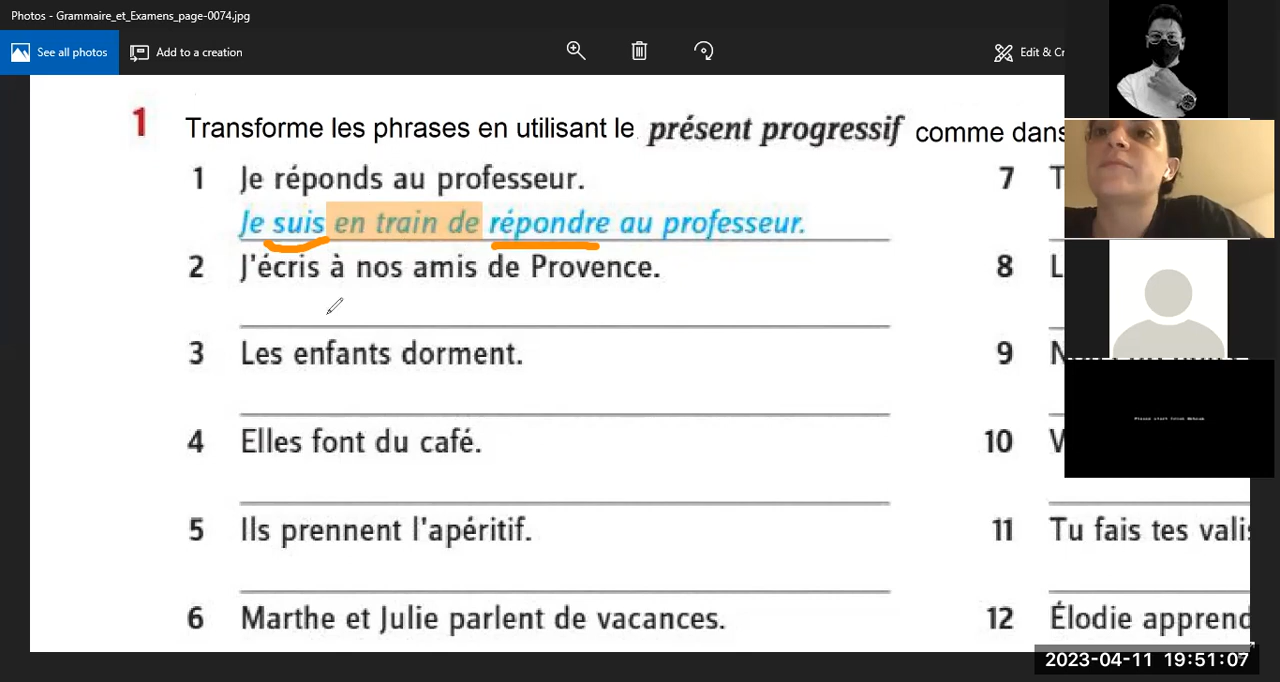 Photos - Grammaire_et_Examens_page-0074.jpg
See all photos
Add to a creation
Edit & Cr
1 Transforme les phrases en utilisant le présent progressif comme dans
1 Je réponds au professeur.
Je suis en train de répondre au professeur.
2 J'écris à nos amis de Provence.
3 Les enfants dorment.
4 Elles font du café.
5 Ils prennent l'apéritif.
6 Marthe et Julie parlent de vacances.
7 T
8 L
9 N
10 V
11 Tu fais tes valis
12 Élodie apprend
2023-04-11 19:51:07